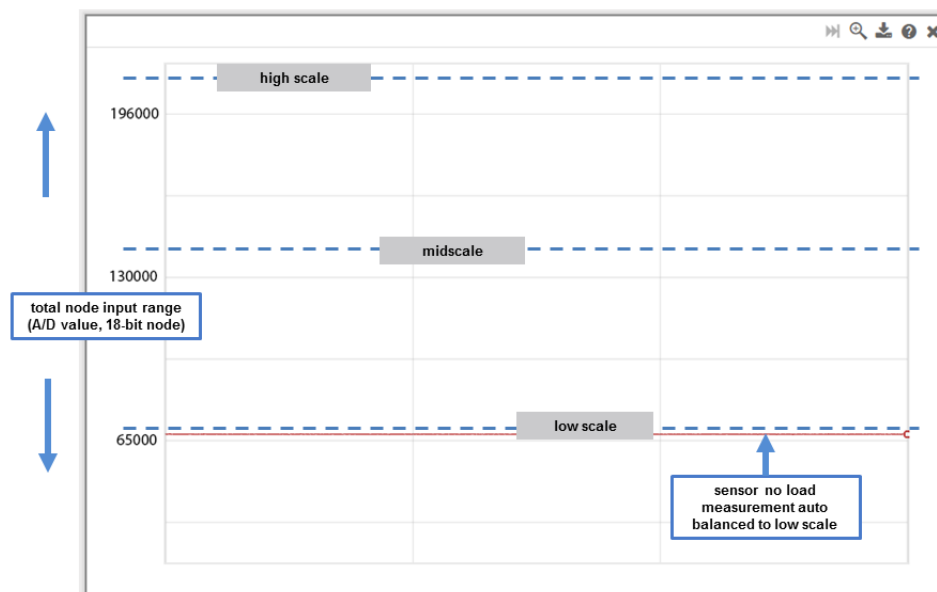 high scale
196000
midscale
130000
total node input range
(A/D value, 18-bit node)
low scale
65000
sensor no load
measurement auto
balanced to low scale